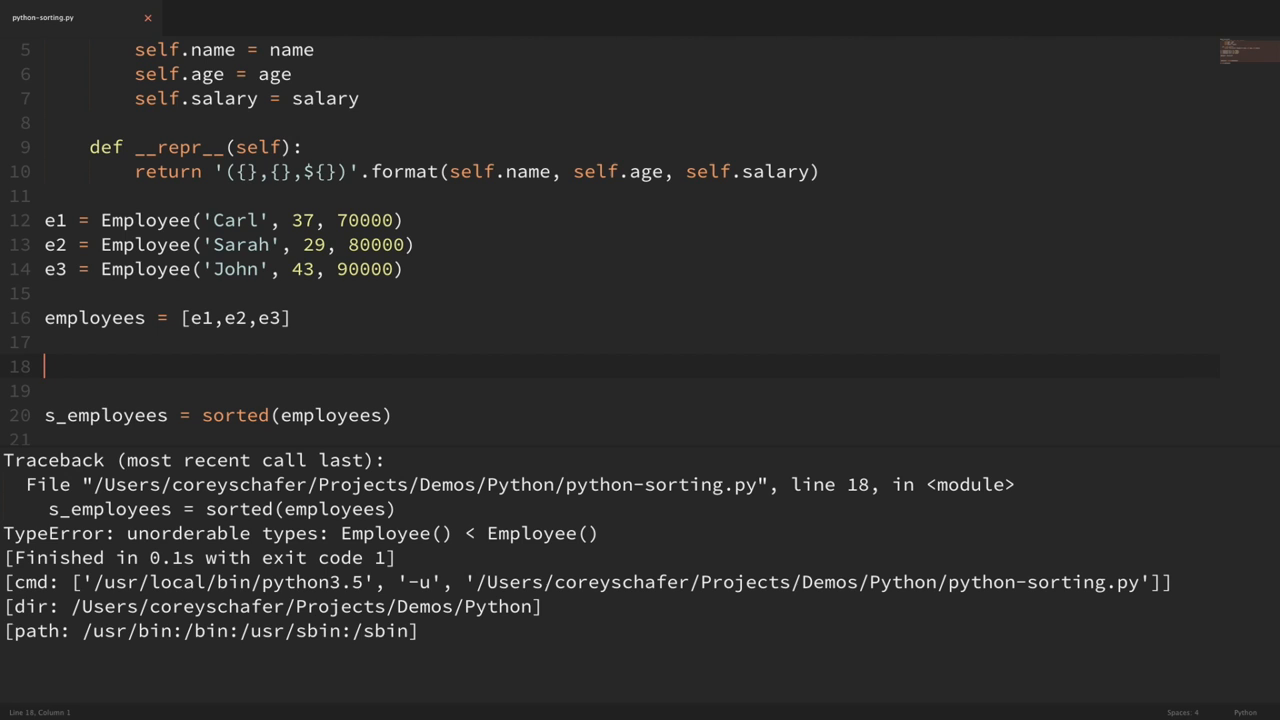 python-sorting.py ×
5 self.name = name
6 self.age = age
7 self.salary = salary
8
9 def __repr__(self):
10 return '({},{},${})'.format(self.name, self.age, self.salary)
11
12 e1 = Employee('Carl', 37, 70000)
13 e2 = Employee('Sarah', 29, 80000)
14 e3 = Employee('John', 43, 90000)
15
16 employees = [e1,e2,e3]
17
18
19
20 s_employees = sorted(employees)
21
Traceback (most recent call last):
File "/Users/coreyschafer/Projects/Demos/Python/python-sorting.py", line 18, in <module>
s_employees = sorted(employees)
TypeError: unorderable types: Employee() < Employee()
[Finished in 0.1s with exit code 1]
[cmd: ['/usr/local/bin/python3.5', '-u', '/Users/coreyschafer/Projects/Demos/Python/python-sorting.py']]
[dir: /Users/coreyschafer/Projects/Demos/Python]
[path: /usr/bin:/bin:/usr/sbin:/sbin]
Line 18, Column 1 Spaces: 4 Python